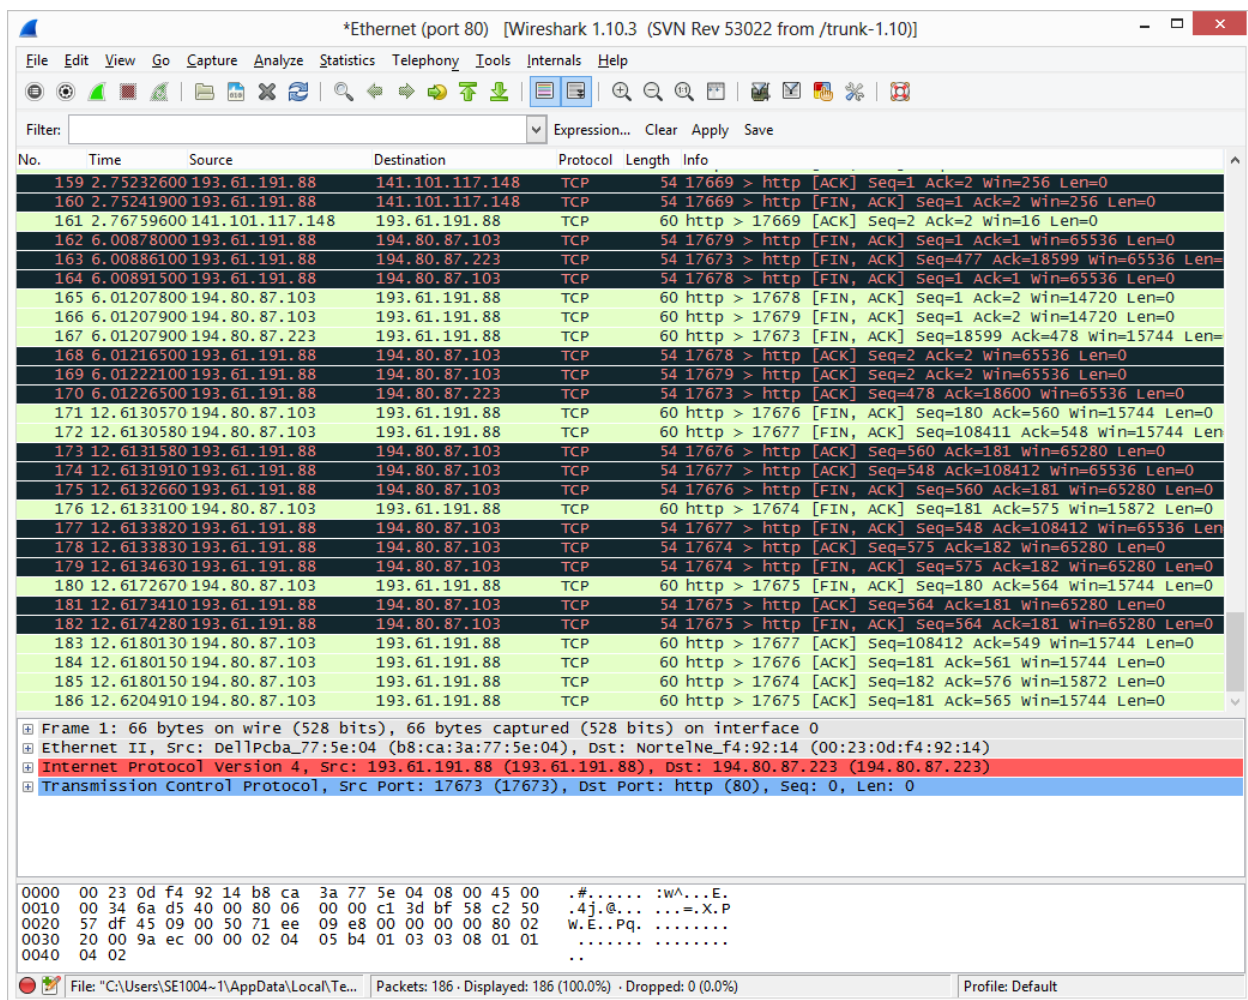 *Ethernet (port 80) [Wireshark 1.10.3 (SVN Rev 53022 from /trunk-1.10)]
File Edit View Go Capture Analyze Statistics Telephony Tools Internals Help
Filter: Expression... Clear Apply Save
No. Time Source Destination Protocol Length Info
159 2.75232600 193.61.191.88 141.101.117.148 TCP 54 17669 > http [ACK] Seq=1 Ack=2 Win=256 Len=0
160 2.75241900 193.61.191.88 141.101.117.148 TCP 54 17669 > http [FIN, ACK] Seq=1 Ack=2 Win=256 Len=0
161 2.76759600 141.101.117.148 193.61.191.88 TCP 60 http > 17669 [ACK] Seq=2 Ack=2 Win=16 Len=0
162 6.00878000 193.61.191.88 194.80.87.103 TCP 54 17679 > http [FIN, ACK] Seq=1 Ack=1 Win=65536 Len=0
163 6.00886100 193.61.191.88 194.80.87.223 TCP 54 17673 > http [FIN, ACK] Seq=477 Ack=18599 Win=65536 Len=
164 6.00891500 193.61.191.88 194.80.87.103 TCP 54 17678 > http [FIN, ACK] Seq=1 Ack=1 Win=65536 Len=0
165 6.01207800 194.80.87.103 193.61.191.88 TCP 60 http > 17678 [FIN, ACK] Seq=1 Ack=2 Win=14720 Len=0
166 6.01207900 194.80.87.103 193.61.191.88 TCP 60 http > 17679 [FIN, ACK] Seq=1 Ack=2 Win=14720 Len=0
167 6.01207900 194.80.87.223 193.61.191.88 TCP 60 http > 17673 [FIN, ACK] Seq=18599 Ack=478 Win=15744 Len=
168 6.01216500 193.61.191.88 194.80.87.103 TCP 54 17678 > http [ACK] Seq=2 Ack=2 Win=65536 Len=0
169 6.01222100 193.61.191.88 194.80.87.103 TCP 54 17679 > http [ACK] Seq=2 Ack=2 Win=65536 Len=0
170 6.01226500 193.61.191.88 194.80.87.223 TCP 54 17673 > http [ACK] Seq=478 Ack=18600 Win=65536 Len=0
171 12.6130570 194.80.87.103 193.61.191.88 TCP 60 http > 17676 [FIN, ACK] Seq=180 Ack=560 Win=15744 Len=0
172 12.6130580 194.80.87.103 193.61.191.88 TCP 60 http > 17677 [FIN, ACK] Seq=108411 Ack=548 Win=15744 Len
173 12.6131580 193.61.191.88 194.80.87.103 TCP 54 17676 > http [ACK] Seq=560 Ack=181 Win=65280 Len=0
174 12.6131910 193.61.191.88 194.80.87.103 TCP 54 17677 > http [ACK] Seq=548 Ack=108412 Win=65536 Len=0
175 12.6132660 193.61.191.88 194.80.87.103 TCP 54 17676 > http [FIN, ACK] Seq=560 Ack=181 Win=65280 Len=0
176 12.6133100 194.80.87.103 193.61.191.88 TCP 60 http > 17674 [FIN, ACK] Seq=181 Ack=575 Win=15872 Len=0
177 12.6133820 193.61.191.88 194.80.87.103 TCP 54 17677 > http [FIN, ACK] Seq=548 Ack=108412 Win=65536 Len
178 12.6133830 193.61.191.88 194.80.87.103 TCP 54 17674 > http [ACK] Seq=575 Ack=182 Win=65280 Len=0
179 12.6134630 193.61.191.88 194.80.87.103 TCP 54 17674 > http [FIN, ACK] Seq=575 Ack=182 Win=65280 Len=0
180 12.6172670 194.80.87.103 193.61.191.88 TCP 60 http > 17675 [FIN, ACK] Seq=180 Ack=564 Win=15744 Len=0
181 12.6173410 193.61.191.88 194.80.87.103 TCP 54 17675 > http [ACK] Seq=564 Ack=181 Win=65280 Len=0
182 12.6174280 193.61.191.88 194.80.87.103 TCP 54 17675 > http [FIN, ACK] Seq=564 Ack=181 Win=65280 Len=0
183 12.6180130 194.80.87.103 193.61.191.88 TCP 60 http > 17677 [ACK] Seq=108412 Ack=549 Win=15744 Len=0
184 12.6180150 194.80.87.103 193.61.191.88 TCP 60 http > 17676 [ACK] Seq=181 Ack=561 Win=15744 Len=0
185 12.6180150 194.80.87.103 193.61.191.88 TCP 60 http > 17674 [ACK] Seq=182 Ack=576 Win=15872 Len=0
186 12.6204910 194.80.87.103 193.61.191.88 TCP 60 http > 17675 [ACK] Seq=181 Ack=565 Win=15744 Len=0
Frame 1: 66 bytes on wire (528 bits), 66 bytes captured (528 bits) on interface 0
Ethernet II, Src: DellPcba_77:5e:04 (b8:ca:3a:77:5e:04), Dst: NortelNe_f4:92:14 (00:23:0d:f4:92:14)
Internet Protocol Version 4, Src: 193.61.191.88 (193.61.191.88), Dst: 194.80.87.223 (194.80.87.223)
Transmission Control Protocol, Src Port: 17673 (17673), Dst Port: http (80), Seq: 0, Len: 0
0000 00 23 0d f4 92 14 b8 ca 3a 77 5e 04 08 00 45 00 .#...... :w^...E.
0010 00 34 6a d5 40 00 80 06 00 00 c1 3d bf 58 c2 50 .4j.@... ...=.X.P
0020 57 df 45 09 00 50 71 ee 09 e8 00 00 00 00 80 02 W.E..Pq. ........
0030 20 00 9a ec 00 00 02 04 05 b4 01 03 03 08 01 01 ....... ........
0040 04 02 ..
File: "C:\Users\SE1004~1\AppData\Local\Te... Packets: 186 · Displayed: 186 (100.0%) · Dropped: 0 (0.0%) Profile: Default